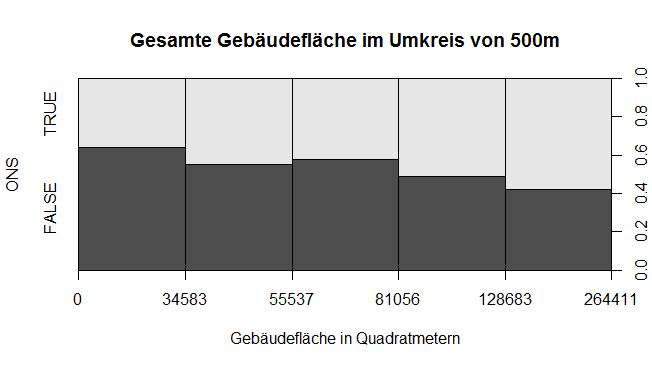 Gesamte Gebäudefläche im Umkreis von 500m
ONS
TRUE
FALSE
1.0
0.8
0.6
0.4
0.2
0.0
0 34583 55537 81056 128683 264411
Gebäudefläche in Quadratmetern